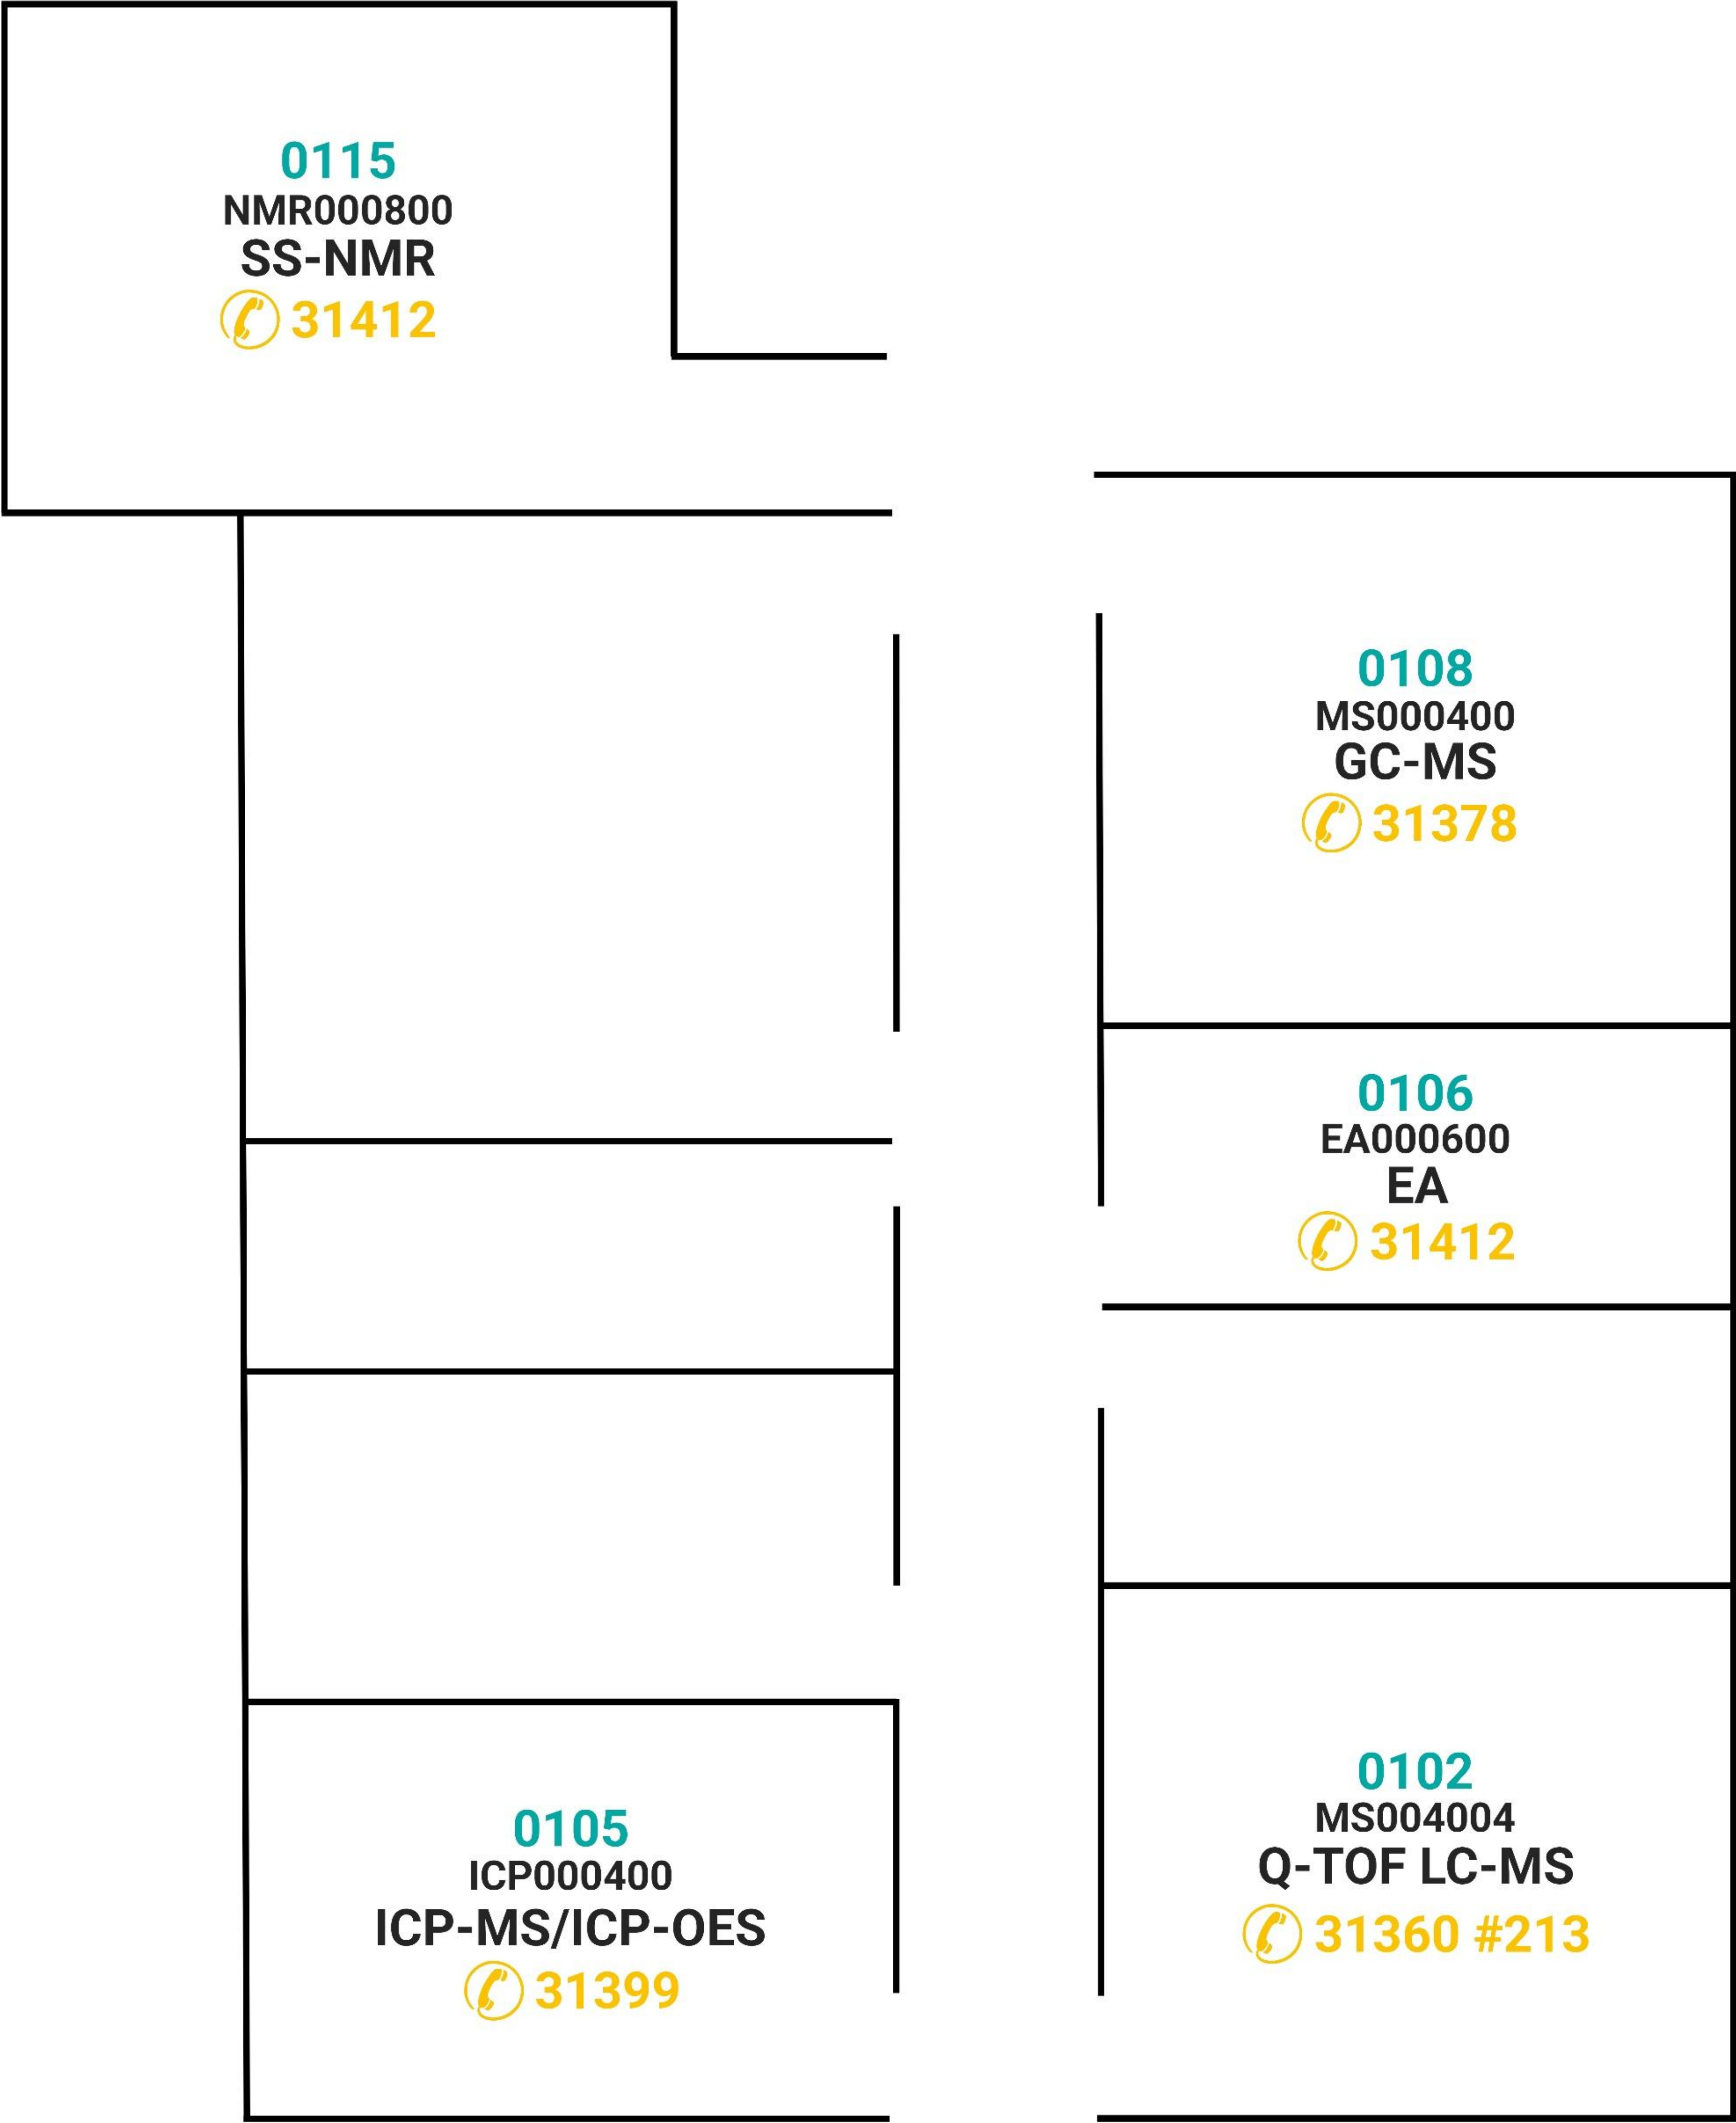 0115
NMR000800
SS-NMR
✆ 31412
0108
MS000400
GC-MS
✆ 31378
0106
EA000600
EA
✆ 31412
0105
ICP000400
ICP-MS/ICP-OES
✆ 31399
0102
MS004004
Q-TOF LC-MS
✆ 31360 #213